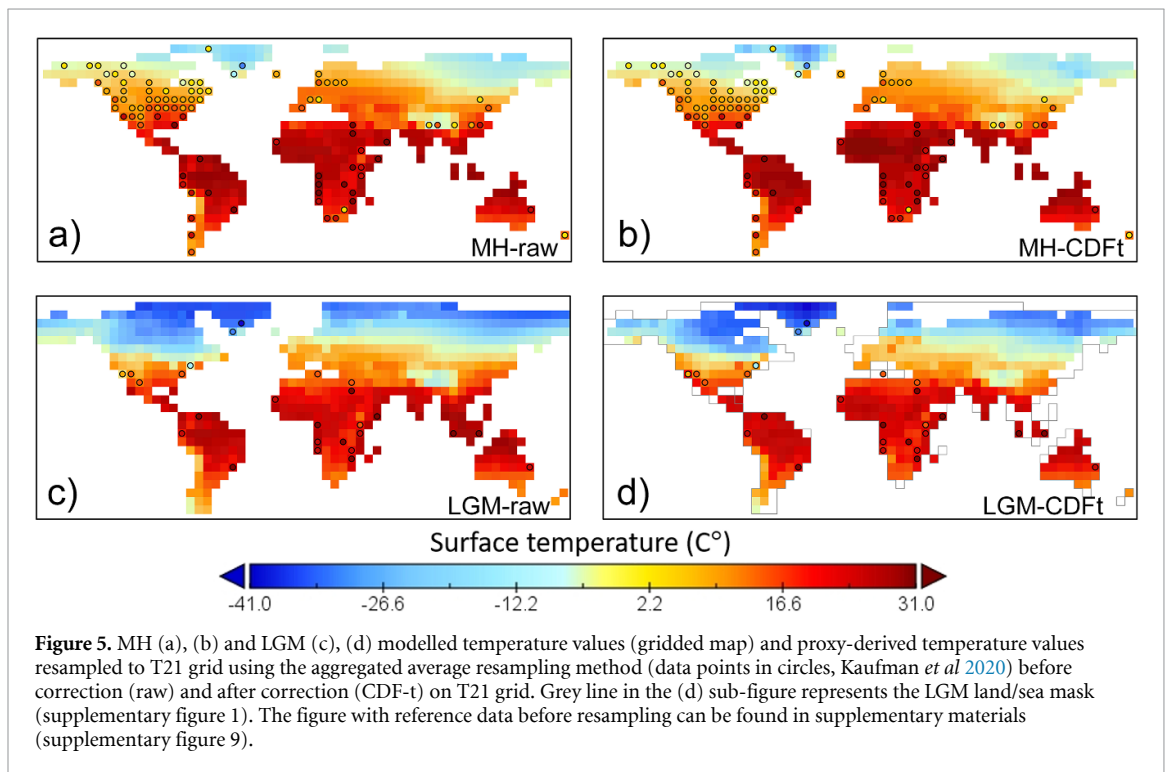 a)
MH-raw
b)
MH-CDFt
c)
LGM-raw
d)
LGM-CDFt
Surface temperature (C°)
-41.0 -26.6 -12.2 2.2 16.6 31.0
Figure 5. MH (a), (b) and LGM (c), (d) modelled temperature values (gridded map) and proxy-derived temperature values
resampled to T21 grid using the aggregated average resampling method (data points in circles, Kaufman et al 2020) before
correction (raw) and after correction (CDF-t) on T21 grid. Grey line in the (d) sub-figure represents the LGM land/sea mask
(supplementary figure 1). The figure with reference data before resampling can be found in supplementary materials
(supplementary figure 9).